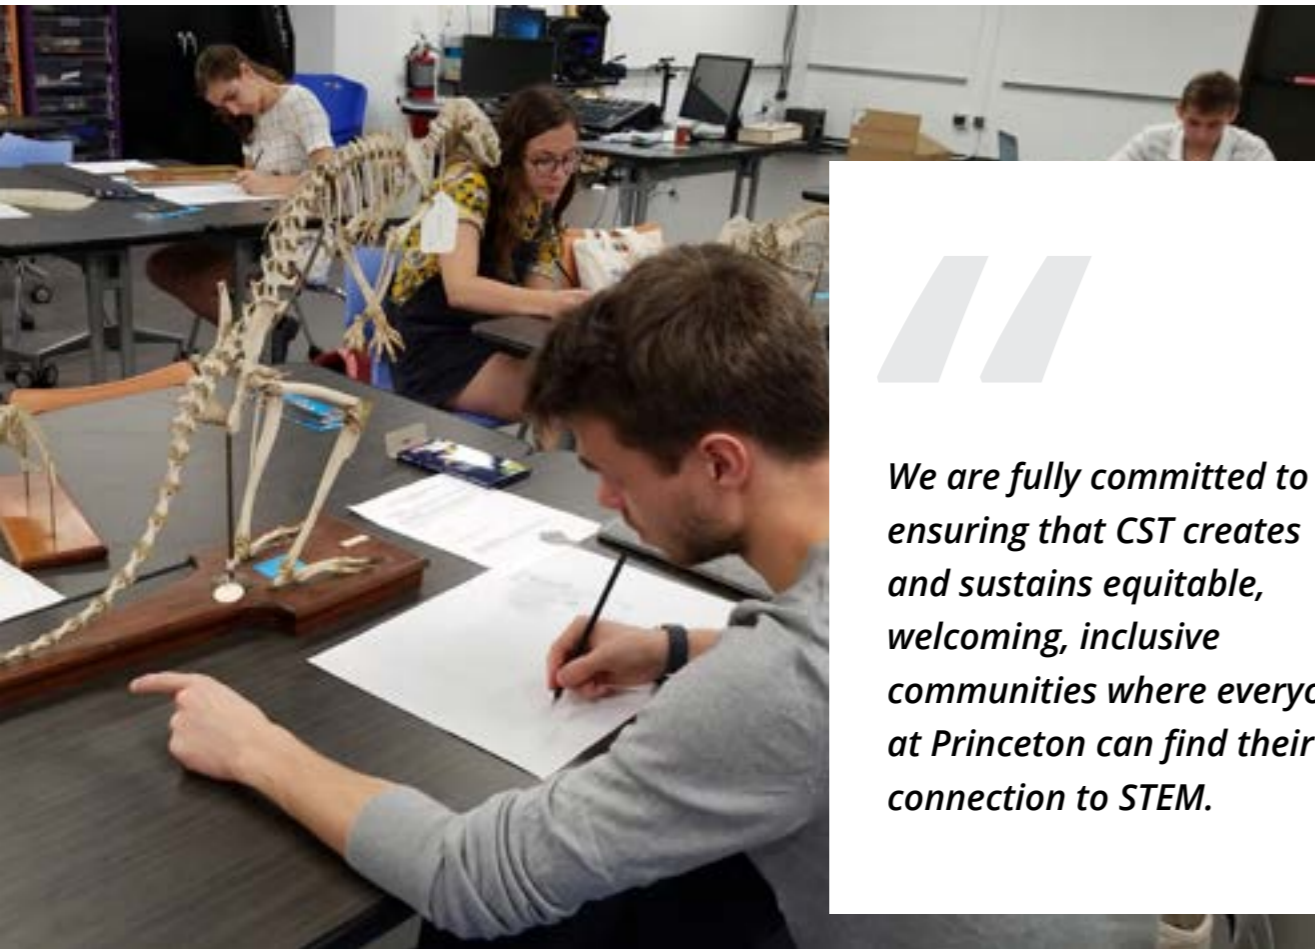 We are fully committed to
ensuring that CST creates
and sustains equitable,
welcoming, inclusive
communities where everyo
at Princeton can find their
connection to STEM.